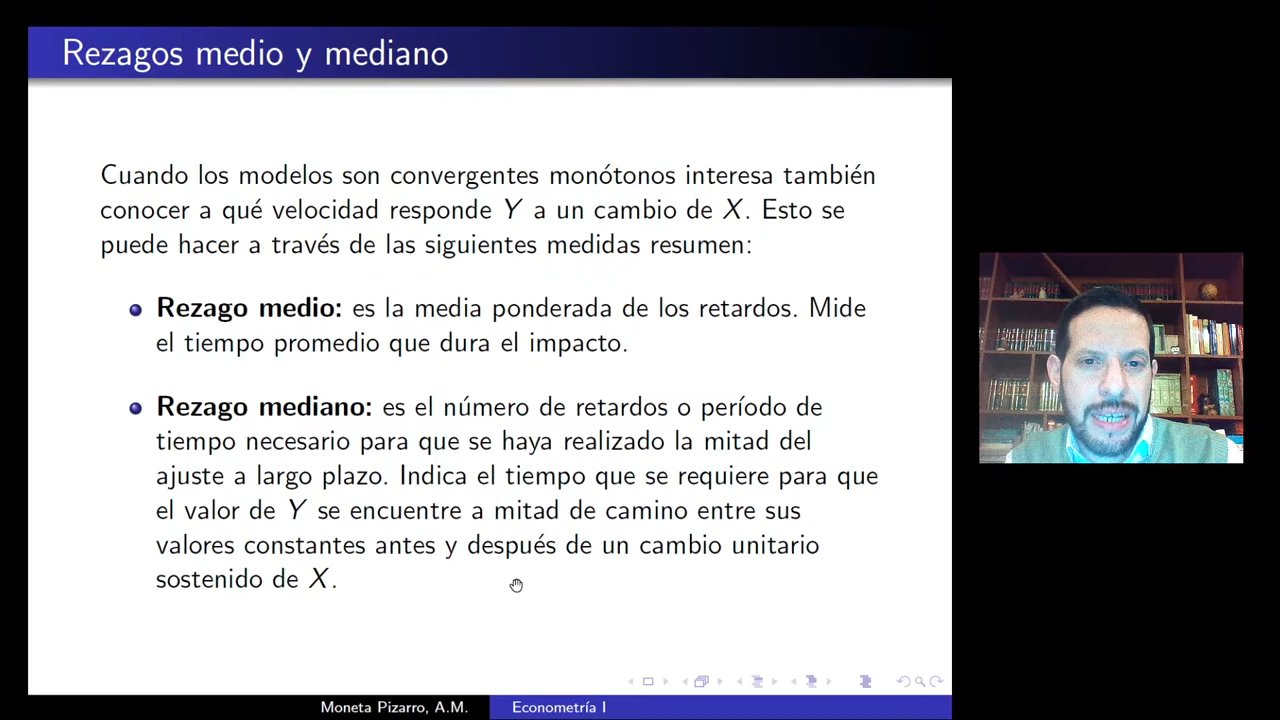 Rezagos medio y mediano
Cuando los modelos son convergentes monótonos interesa también
conocer a qué velocidad responde Y a un cambio de X. Esto se
puede hacer a través de las siguientes medidas resumen:
Rezago medio: es la media ponderada de los retardos. Mide
el tiempo promedio que dura el impacto.
Rezago mediano: es el número de retardos o período de
tiempo necesario para que se haya realizado la mitad del
ajuste a largo plazo. Indica el tiempo que se requiere para que
el valor de Y se encuentre a mitad de camino entre sus
valores constantes antes y después de un cambio unitario
sostenido de X.
Moneta Pizarro, A.M. Econometría I